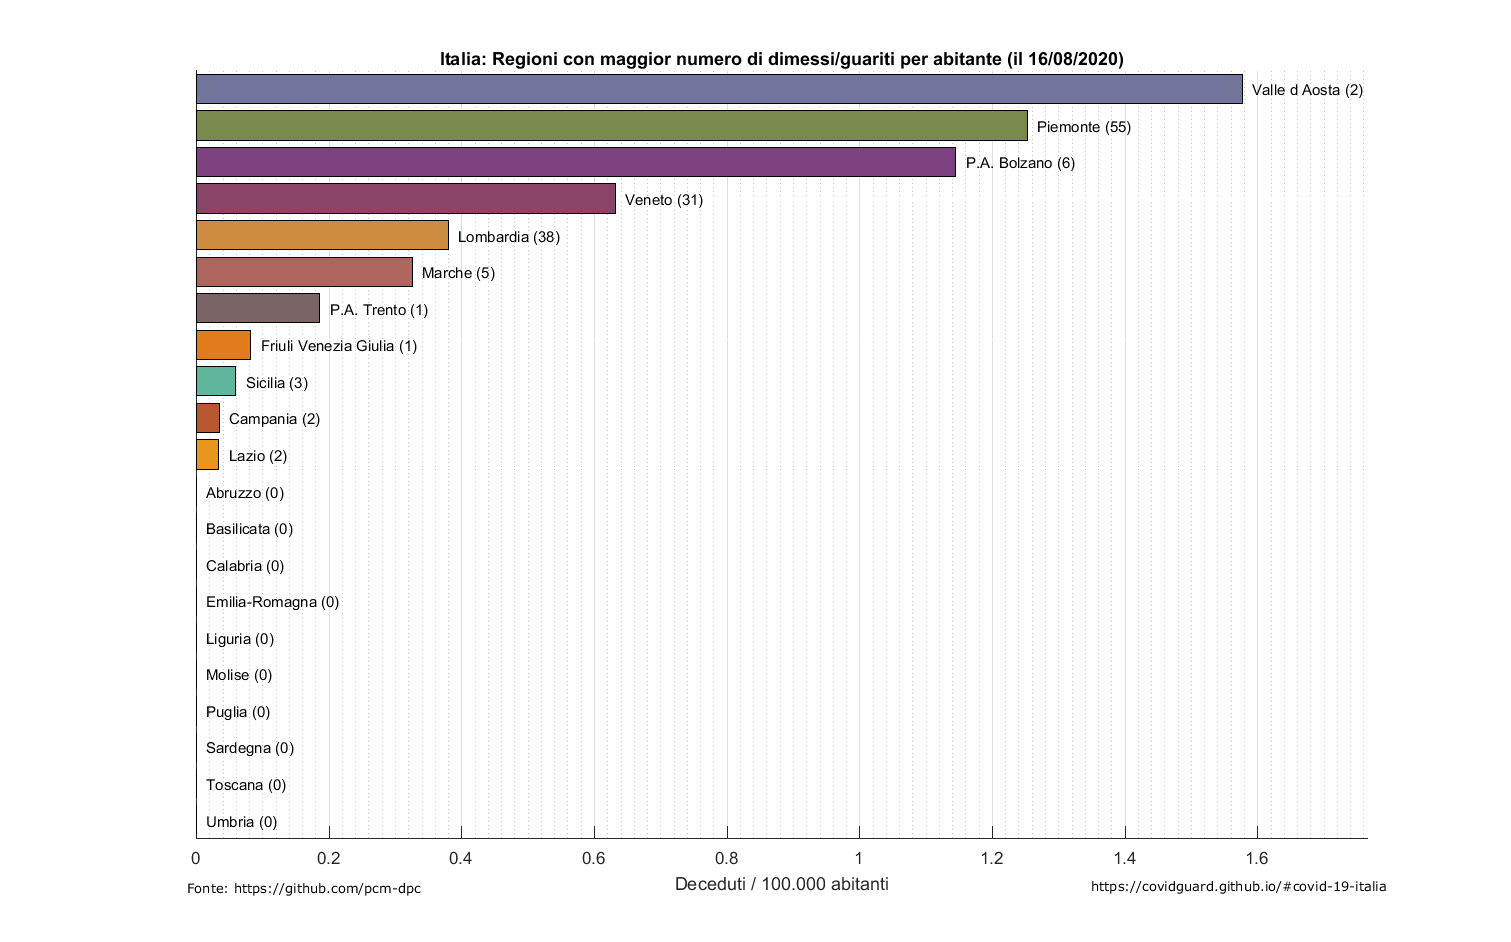 Italia: Regioni con maggior numero di dimessi/guariti per abitante (il 16/08/2020)
Valle d Aosta (2)
Piemonte (55)
P.A. Bolzano (6)
Veneto (31)
Lombardia (38)
Marche (5)
P.A. Trento (1)
Friuli Venezia Giulia (1)
Sicilia (3)
Campania (2)
Lazio (2)
Abruzzo (0)
Basilicata (0)
Calabria (0)
Emilia-Romagna (0)
Liguria (0)
Molise (0)
Puglia (0)
Sardegna (0)
Toscana (0)
Umbria (0)
0 0.2 0.4 0.6 0.8 1 1.2 1.4 1.6
Deceduti / 100.000 abitanti
Fonte: https://github.com/pcm-dpc
https://covidguard.github.io/#covid-19-italia